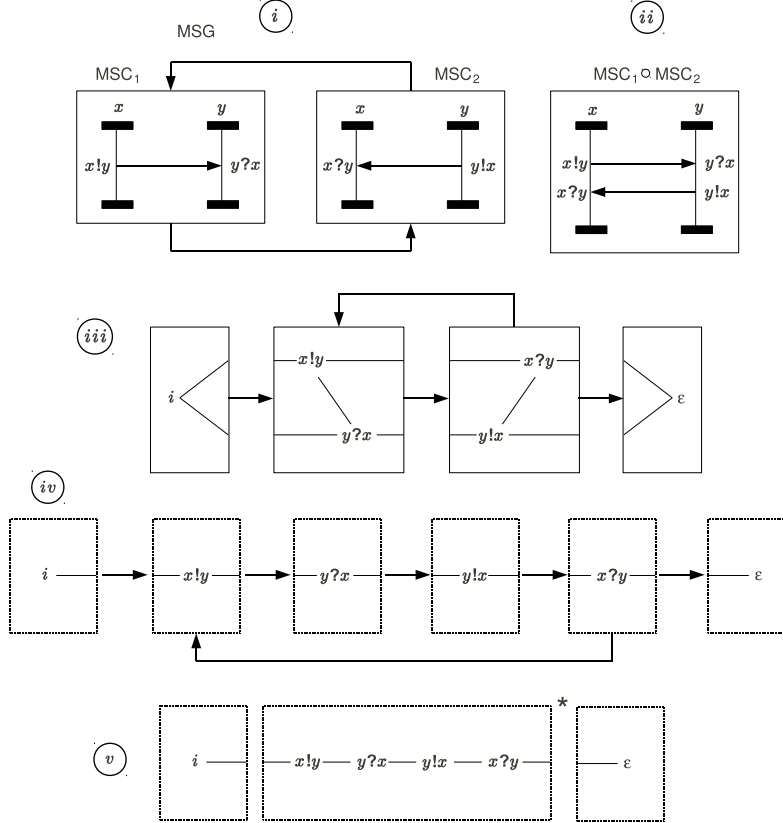 i
ii
MSG
MSC1
MSC2
MSC1 o MSC2
x y
x y
x y
x!y y?x
x?y y!x
x!y y?x
x?y y!x
iii
i
x!y
x?y
ε
y?x
y!x
iv
i x!y y?x y!x x?y ε
*
v
i x!y y?x y!x x?y ε